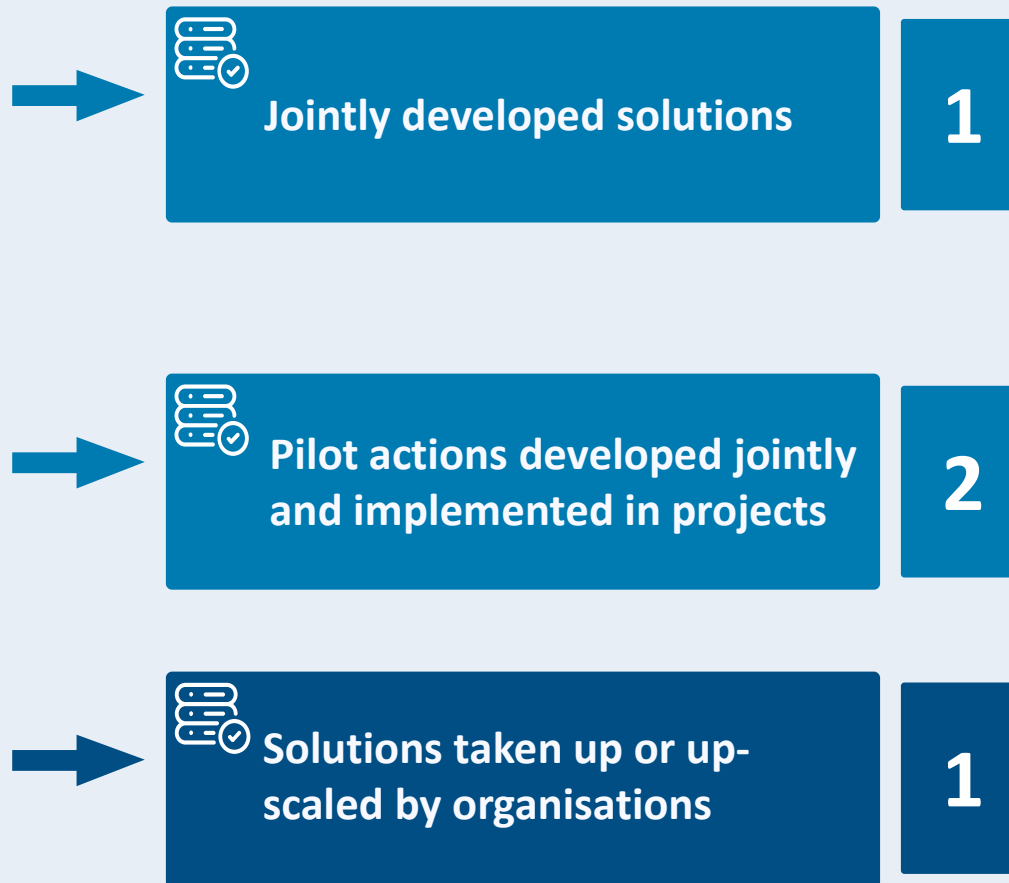 Jointly developed solutions
1
Pilot actions developed jointly
and implemented in projects
2
Solutions taken up or up-
scaled by organisations
1